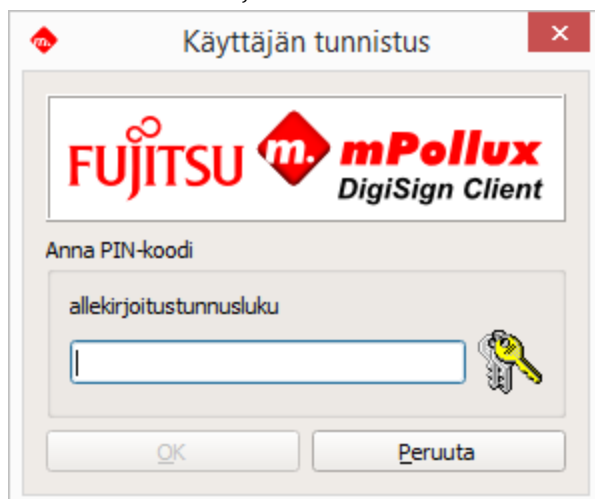 Käyttäjän tunnistus
FUJITSU m. mPollux
DigiSign Client
Anna PIN-koodi
allekirjoitustunnusluku
OK Peruuta